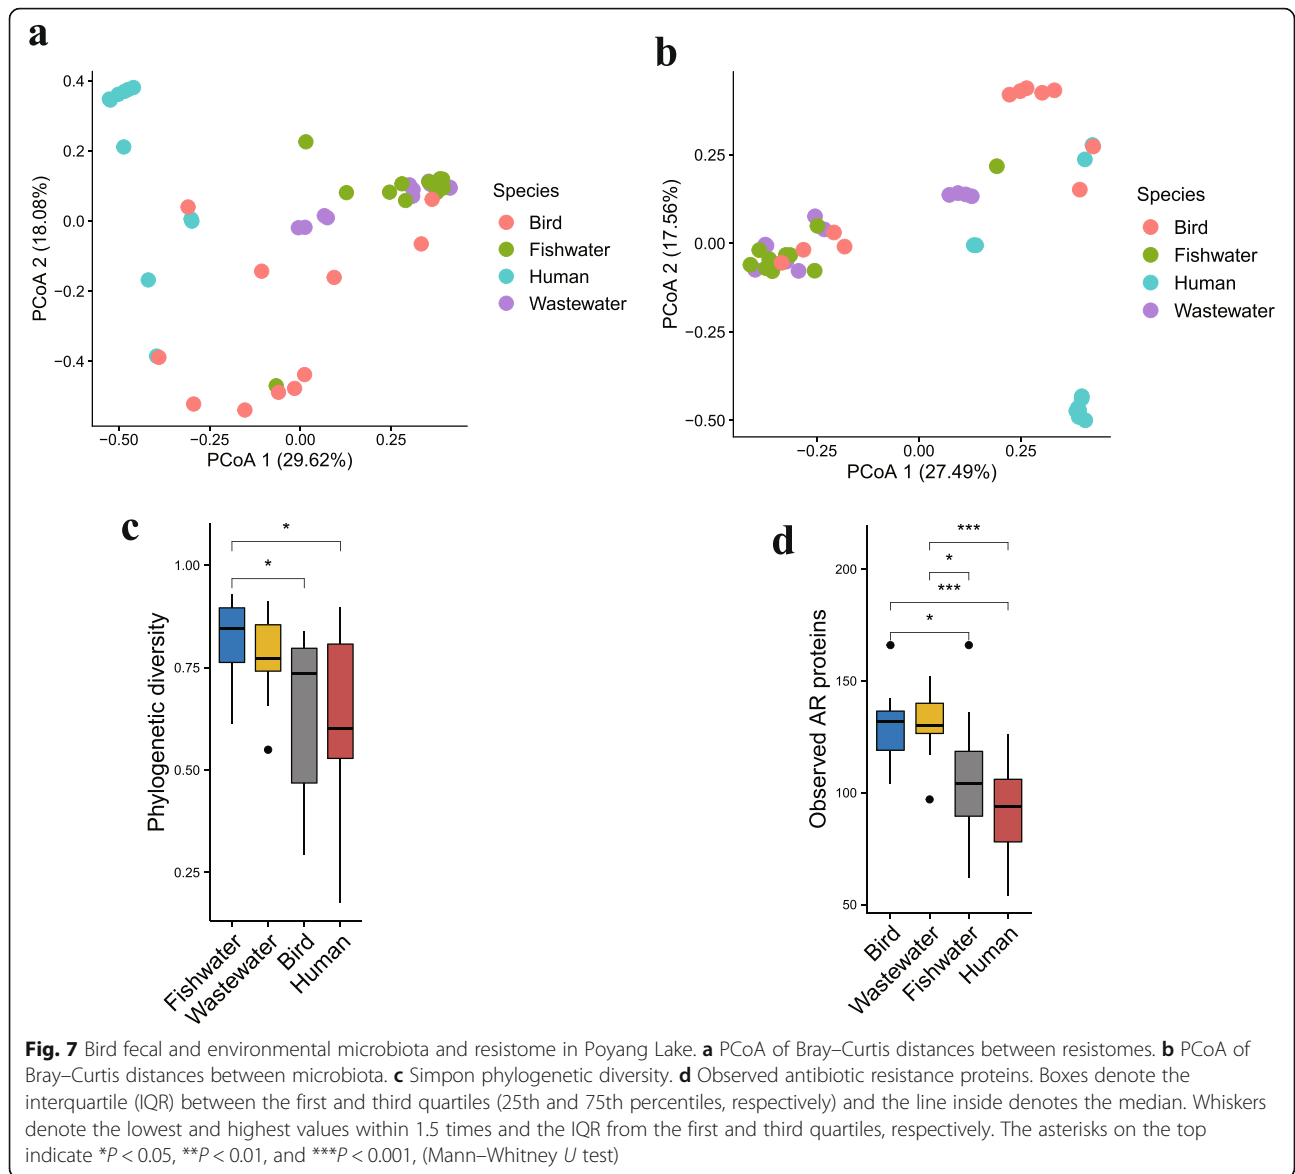 a
0.4
0.2
0.0
−0.2
−0.4
PCoA 2 (18.08%)
−0.50
−0.25
0.00
0.25
PCoA 1 (29.62%)
Species
Bird
Fishwater
Human
Wastewater
b
0.25
0.00
−0.25
−0.50
PCoA 2 (17.56%)
−0.25
0.00
0.25
PCoA 1 (27.49%)
Species
Bird
Fishwater
Human
Wastewater
c
*
*
1.00
0.75
0.50
0.25
Phylogenetic diversity
Fishwater
Wastewater
Bird
Human
d
***
*
***
*
200
150
100
50
Observed AR proteins
Bird
Wastewater
Fishwater
Human
Fig. 7 Bird fecal and environmental microbiota and resistome in Poyang Lake. a PCoA of Bray–Curtis distances between resistomes. b PCoA of
Bray–Curtis distances between microbiota. c Simpon phylogenetic diversity. d Observed antibiotic resistance proteins. Boxes denote the
interquartile (IQR) between the first and third quartiles (25th and 75th percentiles, respectively) and the line inside denotes the median. Whiskers
denote the lowest and highest values within 1.5 times and the IQR from the first and third quartiles, respectively. The asterisks on the top
indicate *P < 0.05, **P < 0.01, and ***P < 0.001, (Mann–Whitney U test)